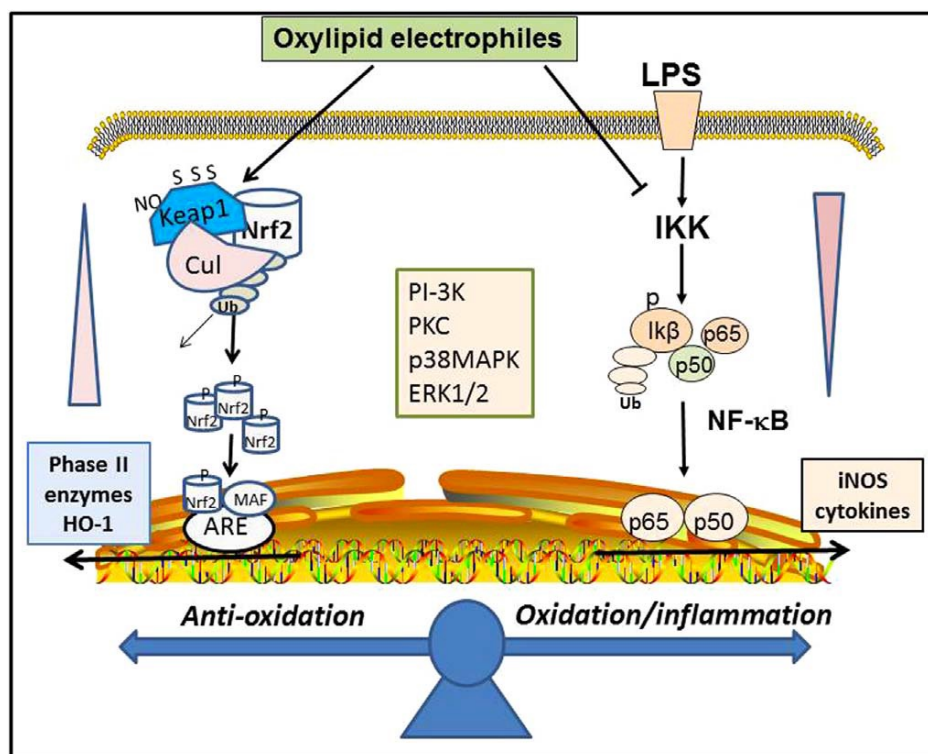 Oxylipid electrophiles
LPS
S S S
NO
Keap1
Nrf2
Cul
Ub
IKK
PI-3K
PKC
p38MAPK
ERK1/2
p
Ikβ
p65
p50
Ub
NF-κB
P
Nrf2
P
Nrf2
P
Nrf2
Phase II
enzymes
HO-1
P
Nrf2
MAF
ARE
p65
p50
iNOS
cytokines
Anti-oxidation
Oxidation/inflammation